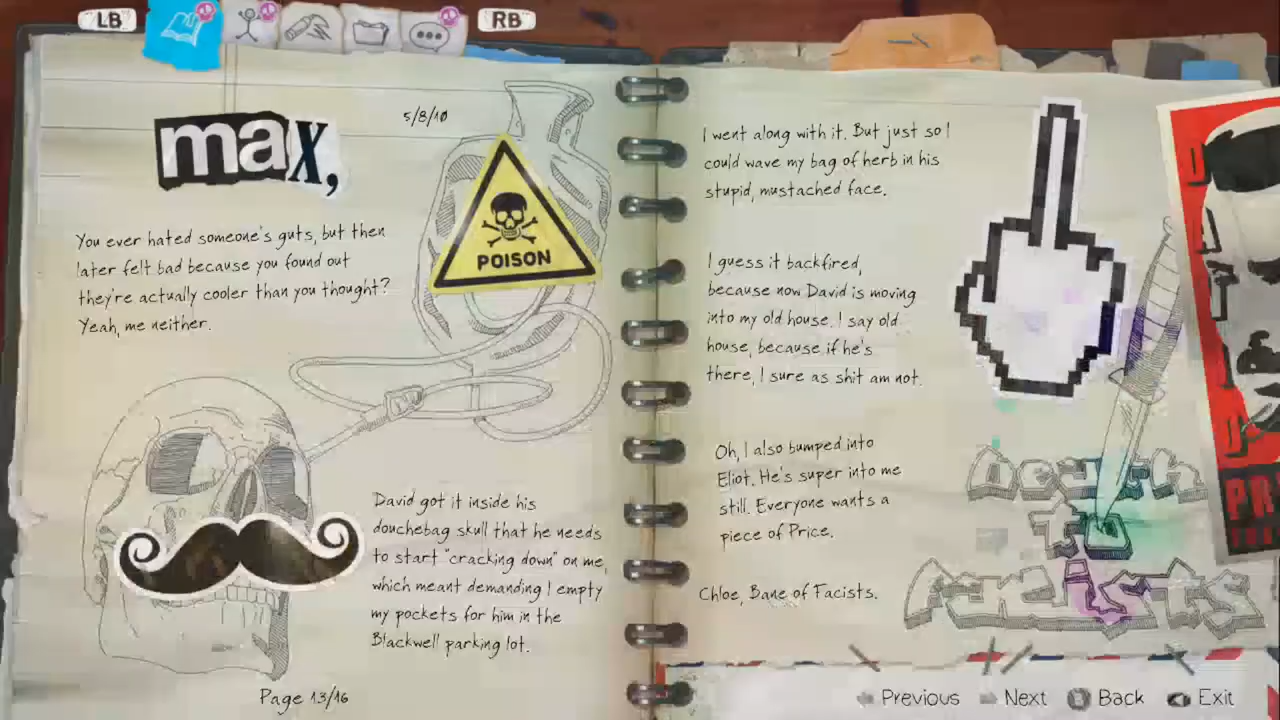 LB
RB
max,
5/8/10
You ever hated someone's guts, but then
later felt bad because you found out
they're actually cooler than you thought?
Yeah, me neither.
POISON
David got it inside his
douchebag skull that he needs
to start "cracking down" on me,
which meant demanding I empty
my pockets for him in the
Blackwell parking lot.
Page 13/16
I went along with it. But just so I
could wave my bag of herb in his
stupid, mustached face.
I guess it backfired,
because now David is moving
into my old house. I say old
house, because if he's
there, I sure as shit am not.
Oh, I also bumped into
Eliot. He's super into me
still. Everyone wants a
piece of Price.
Chloe, Bane of Facists.
PR
Previous
Next
Back
Exit